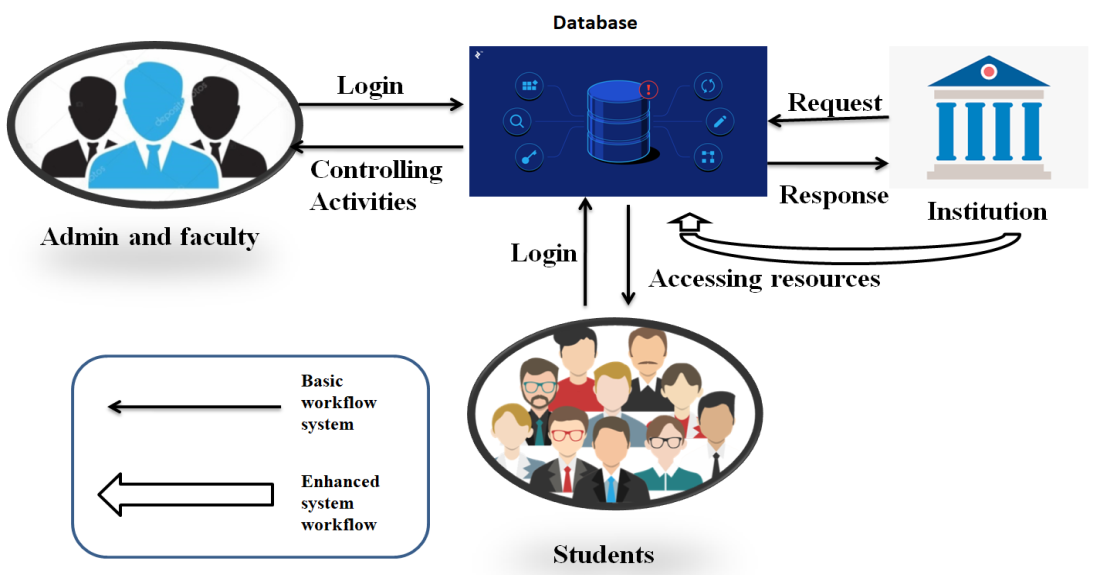 Database
Login
Controlling
Activities
Admin and faculty
Request
Response
Institution
Login
Accessing resources
Basic
workflow
system
Enhanced
system
workflow
Students
depositphotos